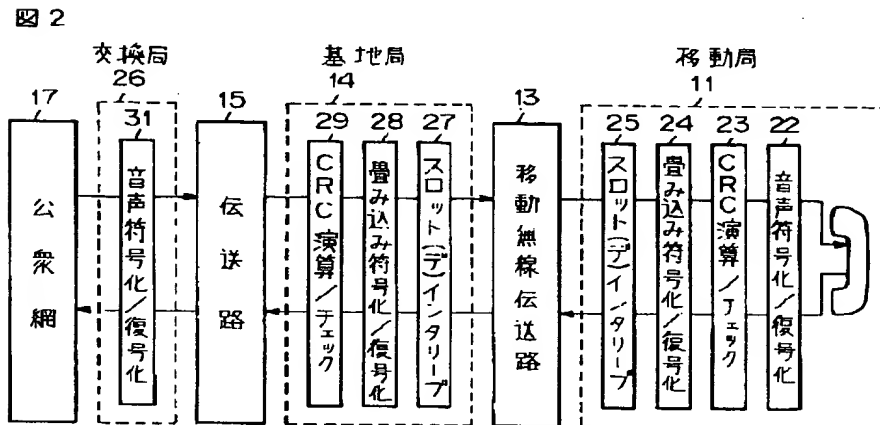 図2
交換局
26
基地局
14
移動局
11
17
31
15
29
28
27
13
25
24
23
22
公衆網
音声符号化/復号化
伝送路
CRC演算/チェック
畳み込み符号化/復号化
スロット(デ)インタリーブ
移動無線伝送路
スロット(デ)インタリーブ
畳み込み符号化/復号化
CRC演算/チェック
音声符号化/復号化